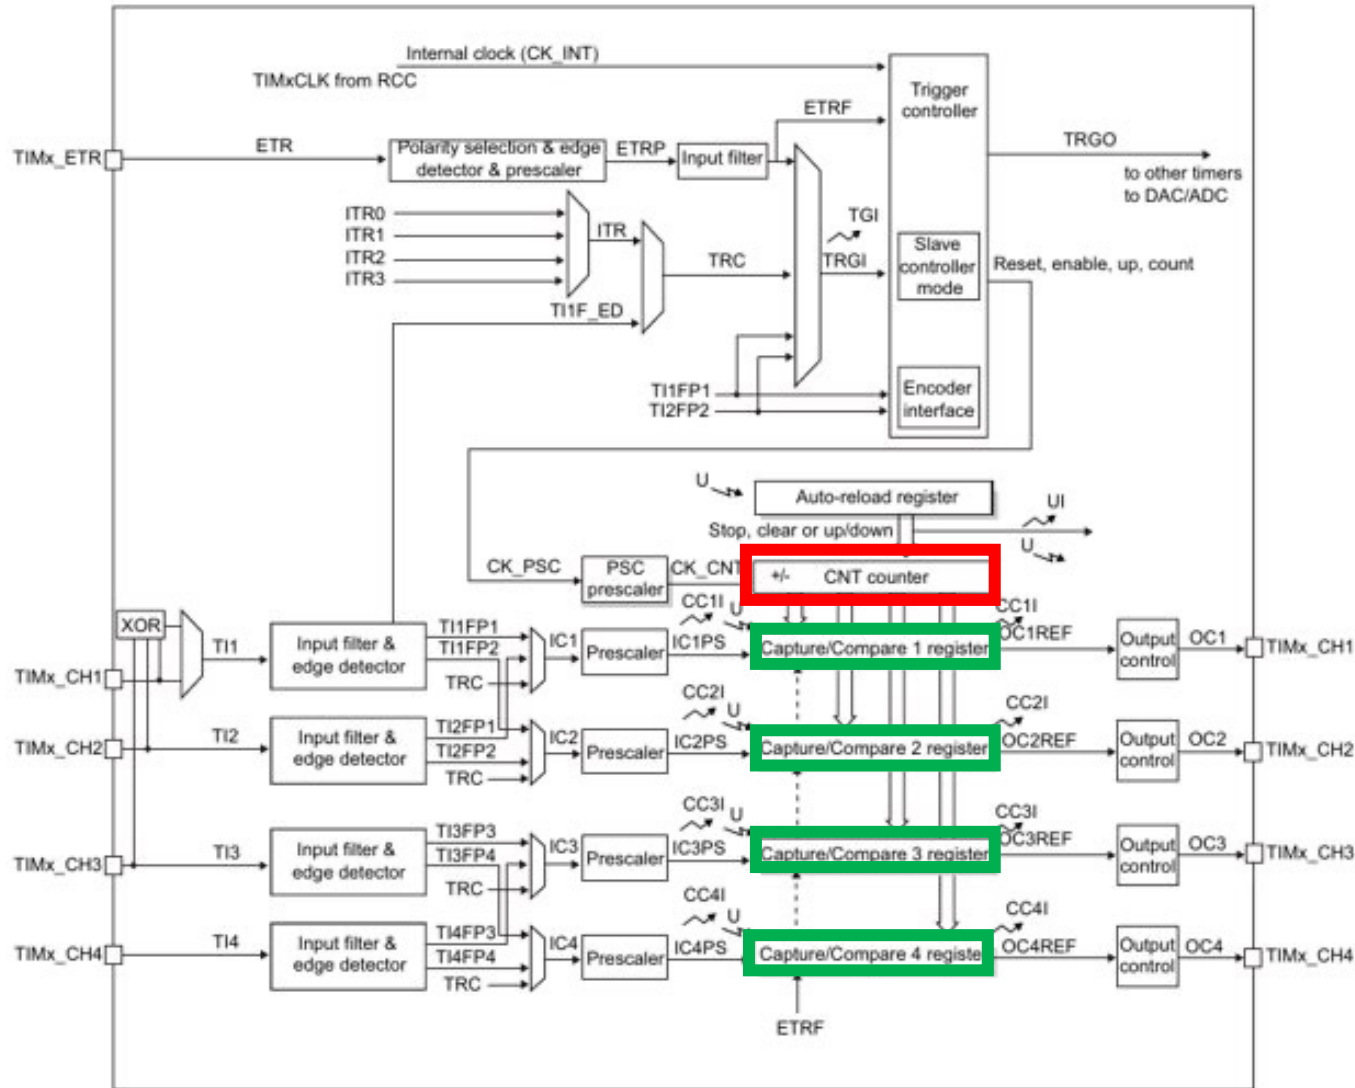 Internal clock (CK_INT)
TIMxCLK from RCC
Trigger
controller
ETRF
TRGO
to other timers
to DAC/ADC
TIMx_ETR
ETR
Polarity selection & edge
detector & prescaler
ETRP
Input filter
ITR0
ITR1
ITR2
ITR3
ITR
TRC
TI1F_ED
TGI
TRGI
Slave
controller
mode
Reset, enable, up, count
TI1FP1
TI2FP2
Encoder
interface
U
Auto-reload register
UI
Stop, clear or up/down
U
CK_PSC
PSC
prescaler
CK_CNT
+/- CNT counter
XOR
TIMx_CH1
TI1
Input filter &
edge detector
TI1FP1
TI1FP2
TRC
IC1
Prescaler
CC1I
U
IC1PS
Capture/Compare 1 register
CC1I
OC1REF
Output
control
OC1
TIMx_CH1
TIMx_CH2
TI2
Input filter &
edge detector
TI2FP1
TI2FP2
TRC
IC2
Prescaler
CC2I
U
IC2PS
Capture/Compare 2 register
CC2I
OC2REF
Output
control
OC2
TIMx_CH2
TIMx_CH3
TI3
Input filter &
edge detector
TI3FP3
TI3FP4
TRC
IC3
Prescaler
CC3I
U
IC3PS
Capture/Compare 3 register
CC3I
OC3REF
Output
control
OC3
TIMx_CH3
TIMx_CH4
TI4
Input filter &
edge detector
TI4FP3
TI4FP4
TRC
IC4
Prescaler
CC4I
U
IC4PS
Capture/Compare 4 register
CC4I
OC4REF
Output
control
OC4
TIMx_CH4
ETRF